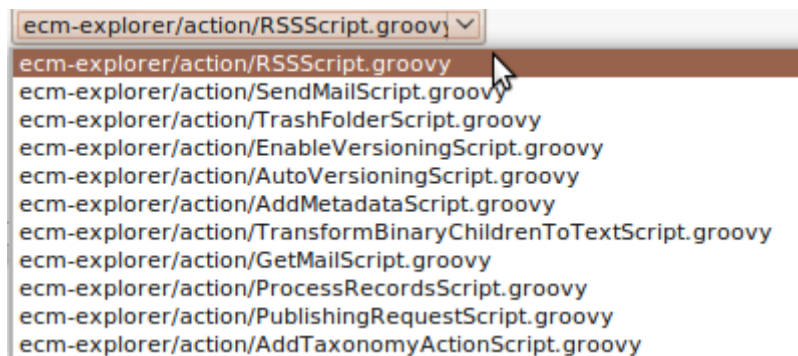 ecm-explorer/action/RSSScript.groovy
ecm-explorer/action/RSSScript.groovy
ecm-explorer/action/SendMailScript.groovy
ecm-explorer/action/TrashFolderScript.groovy
ecm-explorer/action/EnableVersioningScript.groovy
ecm-explorer/action/AutoVersioningScript.groovy
ecm-explorer/action/AddMetadataScript.groovy
ecm-explorer/action/TransformBinaryChildrenToTextScript.groovy
ecm-explorer/action/GetMailScript.groovy
ecm-explorer/action/ProcessRecordsScript.groovy
ecm-explorer/action/PublishingRequestScript.groovy
ecm-explorer/action/AddTaxonomyActionScript.groovy